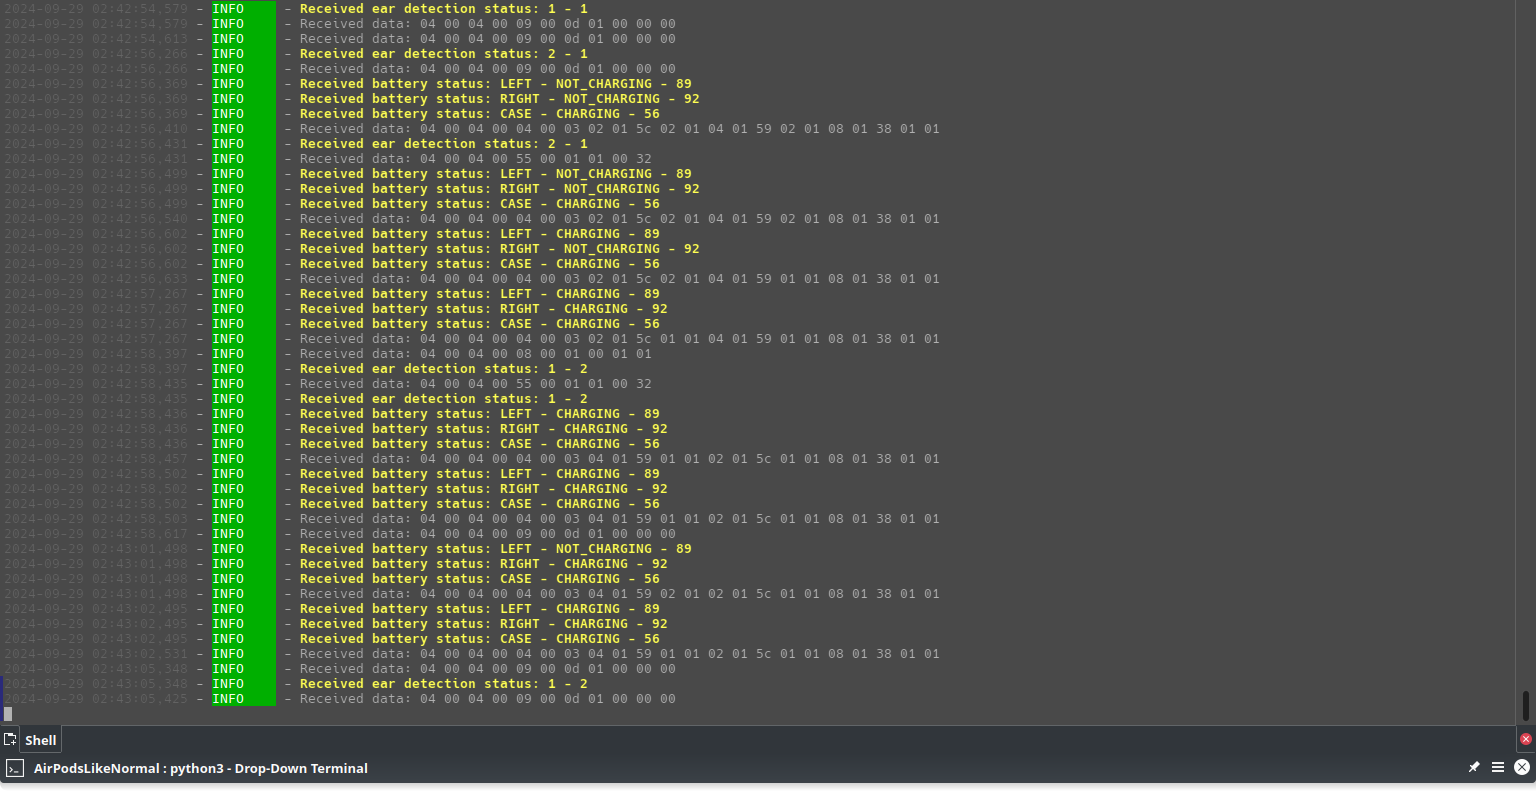 2024-09-29 02:42:54,579 - INFO - Received ear detection status: 1 - 1
2024-09-29 02:42:54,579 - INFO - Received data: 04 00 04 00 09 00 0d 01 00 00 00
2024-09-29 02:42:54,613 - INFO - Received data: 04 00 04 00 09 00 0d 01 00 00 00
2024-09-29 02:42:56,266 - INFO - Received ear detection status: 2 - 1
2024-09-29 02:42:56,266 - INFO - Received data: 04 00 04 00 09 00 0d 01 00 00 00
2024-09-29 02:42:56,369 - INFO - Received battery status: LEFT - NOT_CHARGING - 89
2024-09-29 02:42:56,369 - INFO - Received battery status: RIGHT - NOT_CHARGING - 92
2024-09-29 02:42:56,369 - INFO - Received battery status: CASE - CHARGING - 56
2024-09-29 02:42:56,410 - INFO - Received data: 04 00 04 00 04 00 03 02 01 5c 02 01 04 01 59 02 01 08 01 38 01 01
2024-09-29 02:42:56,431 - INFO - Received ear detection status: 2 - 1
2024-09-29 02:42:56,431 - INFO - Received data: 04 00 04 00 55 00 01 01 00 32
2024-09-29 02:42:56,499 - INFO - Received battery status: LEFT - NOT_CHARGING - 89
2024-09-29 02:42:56,499 - INFO - Received battery status: RIGHT - NOT_CHARGING - 92
2024-09-29 02:42:56,499 - INFO - Received battery status: CASE - CHARGING - 56
2024-09-29 02:42:56,540 - INFO - Received data: 04 00 04 00 04 00 03 02 01 5c 02 01 04 01 59 02 01 08 01 38 01 01
2024-09-29 02:42:56,602 - INFO - Received battery status: LEFT - CHARGING - 89
2024-09-29 02:42:56,602 - INFO - Received battery status: RIGHT - NOT_CHARGING - 92
2024-09-29 02:42:56,602 - INFO - Received battery status: CASE - CHARGING - 56
2024-09-29 02:42:56,633 - INFO - Received data: 04 00 04 00 04 00 03 02 01 5c 02 01 04 01 59 01 01 08 01 38 01 01
2024-09-29 02:42:57,267 - INFO - Received battery status: LEFT - CHARGING - 89
2024-09-29 02:42:57,267 - INFO - Received battery status: RIGHT - CHARGING - 92
2024-09-29 02:42:57,267 - INFO - Received battery status: CASE - CHARGING - 56
2024-09-29 02:42:57,267 - INFO - Received data: 04 00 04 00 04 00 03 02 01 5c 01 01 04 01 59 01 01 08 01 38 01 01
2024-09-29 02:42:58,397 - INFO - Received data: 04 00 04 00 08 00 01 00 01 01
2024-09-29 02:42:58,397 - INFO - Received ear detection status: 1 - 2
2024-09-29 02:42:58,435 - INFO - Received data: 04 00 04 00 55 00 01 01 00 32
2024-09-29 02:42:58,435 - INFO - Received ear detection status: 1 - 2
2024-09-29 02:42:58,436 - INFO - Received battery status: LEFT - CHARGING - 89
2024-09-29 02:42:58,436 - INFO - Received battery status: RIGHT - CHARGING - 92
2024-09-29 02:42:58,436 - INFO - Received battery status: CASE - CHARGING - 56
2024-09-29 02:42:58,457 - INFO - Received data: 04 00 04 00 04 00 03 04 01 59 01 01 02 01 5c 01 01 08 01 38 01 01
2024-09-29 02:42:58,502 - INFO - Received battery status: LEFT - CHARGING - 89
2024-09-29 02:42:58,502 - INFO - Received battery status: RIGHT - CHARGING - 92
2024-09-29 02:42:58,502 - INFO - Received battery status: CASE - CHARGING - 56
2024-09-29 02:42:58,503 - INFO - Received data: 04 00 04 00 04 00 03 04 01 59 01 01 02 01 5c 01 01 08 01 38 01 01
2024-09-29 02:42:58,617 - INFO - Received data: 04 00 04 00 09 00 0d 01 00 00 00
2024-09-29 02:43:01,498 - INFO - Received battery status: LEFT - NOT_CHARGING - 89
2024-09-29 02:43:01,498 - INFO - Received battery status: RIGHT - CHARGING - 92
2024-09-29 02:43:01,498 - INFO - Received battery status: CASE - CHARGING - 56
2024-09-29 02:43:01,498 - INFO - Received data: 04 00 04 00 04 00 03 04 01 59 02 01 02 01 5c 01 01 08 01 38 01 01
2024-09-29 02:43:02,495 - INFO - Received battery status: LEFT - CHARGING - 89
2024-09-29 02:43:02,495 - INFO - Received battery status: RIGHT - CHARGING - 92
2024-09-29 02:43:02,495 - INFO - Received battery status: CASE - CHARGING - 56
2024-09-29 02:43:02,531 - INFO - Received data: 04 00 04 00 04 00 03 04 01 59 01 01 02 01 5c 01 01 08 01 38 01 01
2024-09-29 02:43:05,348 - INFO - Received data: 04 00 04 00 09 00 0d 01 00 00 00
2024-09-29 02:43:05,348 - INFO - Received ear detection status: 1 - 2
2024-09-29 02:43:05,425 - INFO - Received data: 04 00 04 00 09 00 0d 01 00 00 00
Shell
AirPodsLikeNormal : python3 - Drop-Down Terminal